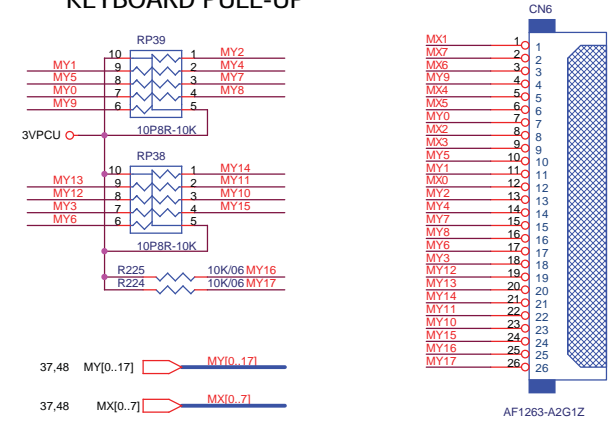 KEYBOARD PULL-UP
RP39
10 1 MY2
MY1 9 2 MY4
MY5 8 3 MY7
MY0 7 4 MY8
MY9 6 5
3VPCU 10P8R-10K
RP38
10 1 MY14
MY13 9 2 MY11
MY12 8 3 MY10
MY3 7 4 MY15
MY6 6 5
10P8R-10K
R225 10K/06 MY16
R224 10K/06 MY17
37,48 MY[0..17] MY[0..17]
37,48 MX[0..7] MX[0..7]
CN6
MX1 1 1
MX7 2 2
MX6 3 3
MY9 4 4
MX4 5 5
MX5 6 6
MY0 7 7
MX2 8 8
MX3 9 9
MY5 10 10
MY1 11 11
MX0 12 12
MY2 13 13
MY4 14 14
MY7 15 15
MY8 16 16
MY6 17 17
MY3 18 18
MY12 19 19
MY13 20 20
MY14 21 21
MY11 22 22
MY10 23 23
MY15 24 24
MY16 25 25
MY17 26 26
AF1263-A2G1Z